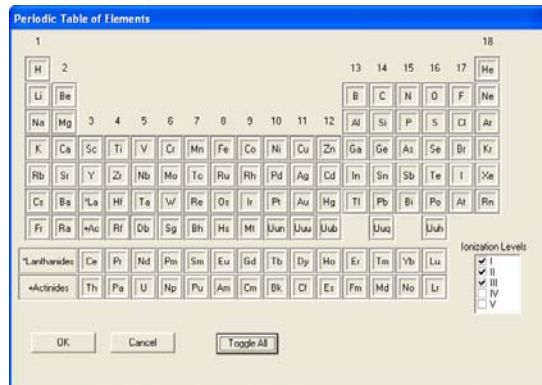 Periodic Table of Elements
1 18
H 2 13 14 15 16 17 He
Li Be B C N O F Ne
Na Mg 3 4 5 6 7 8 9 10 11 12 Al Si P S Cl Ar
K Ca Sc Ti V Cr Mn Fe Co Ni Cu Zn Ga Ge As Se Br Kr
Rb Sr Y Zr Nb Mo Tc Ru Rh Pd Ag Cd In Sn Sb Te I Xe
Cs Ba *La Hf Ta W Re Os Ir Pt Au Hg Tl Pb Bi Po At Rn
Fr Ra +Ac Rf Db Sg Bh Hs Mt Uun Uuu Uub Uuq Uuh
Ionization Levels
*Lanthanides Ce Pr Nd Pm Sm Eu Gd Tb Dy Ho Er Tm Yb Lu
I
II
III
IV
V
+Actinides Th Pa U Np Pu Am Cm Bk Cf Es Fm Md No Lr
OK Cancel Toggle All